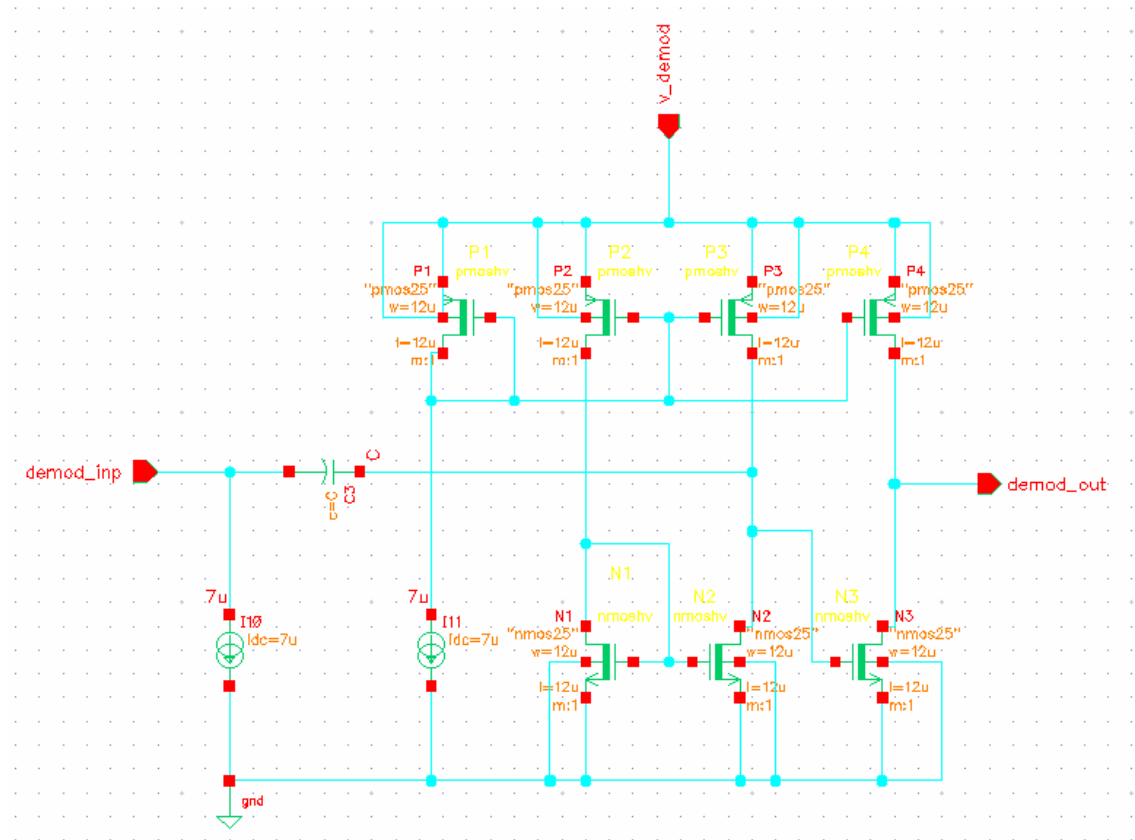 v_demod
P1
P2
P3
P4
pmoshv
pmoshv
pmoshv
pmoshv
P1
P2
P3
P4
"pmos25"
"pmos25"
"pmos25"
"pmos25"
w=12u
w=12u
w=12u
w=12u
l=12u
l=12u
l=12u
l=12u
m:1
m:1
m:1
m:1
demod_inp
C
C3
c=C
demod_out
7u
I10
Idc=7u
7u
I11
Idc=7u
N1
N2
N3
nmoshv
nmoshv
nmoshv
N1
N2
N3
"nmos25"
"nmos25"
"nmos25"
w=12u
w=12u
w=12u
l=12u
l=12u
l=12u
m:1
m:1
m:1
gnd